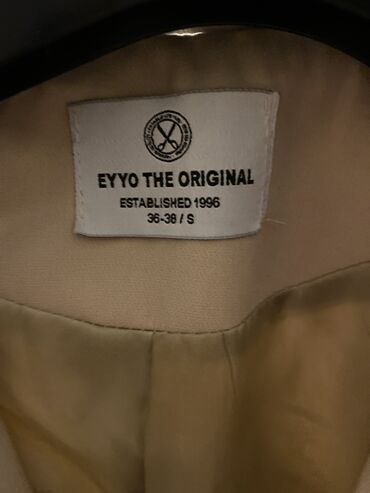 EYYO THE ORIGINAL
ESTABLISHED 1996
36-38 / S